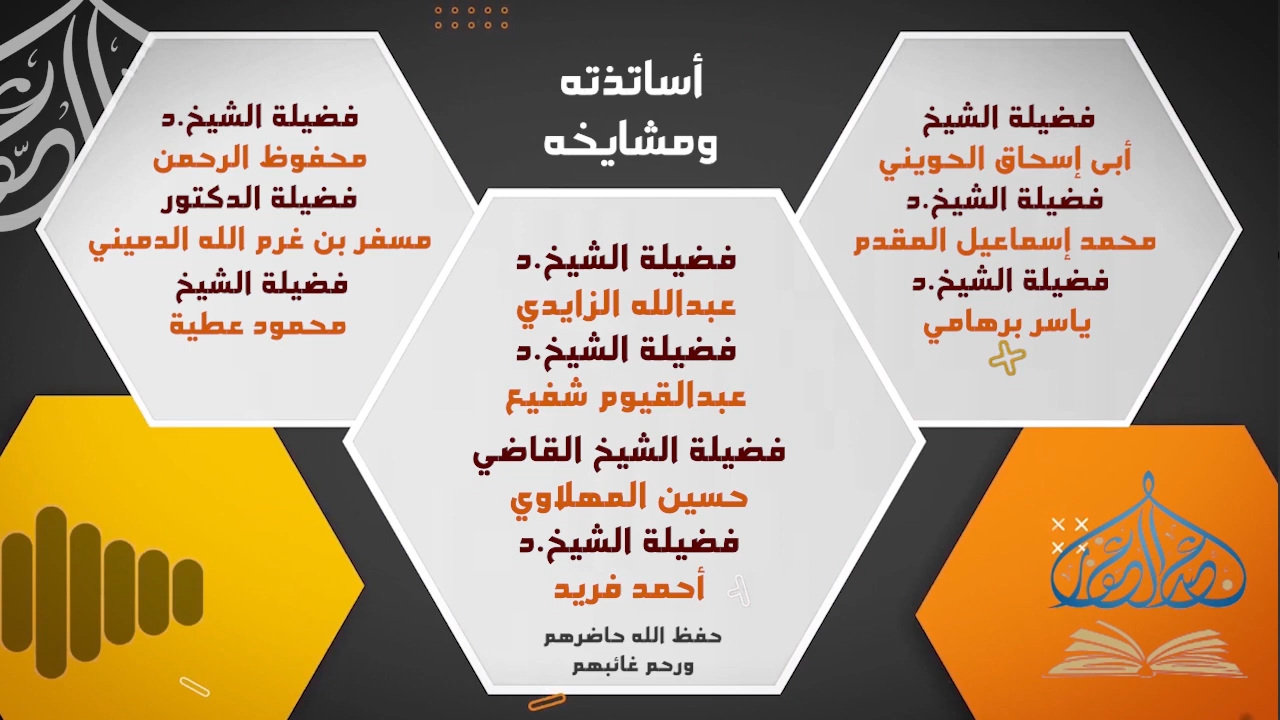 أساتذته
ومشايخه
فضيلة الشيخ
أبى إسحاق الحويني
فضيلة الشيخ.د
محمد إسماعيل المقدم
فضيلة الشيخ.د
ياسر برهامي
فضيلة الشيخ.د
عبدالله الزايدي
فضيلة الشيخ.د
عبدالقيوم شفيع
فضيلة الشيخ القاضي
حسين المهلاوي
فضيلة الشيخ.د
أحمد فريد
حفظ الله حاضرهم
ورحم غائبهم
فضيلة الشيخ.د
محفوظ الرحمن
فضيلة الدكتور
مسفر بن غرم الله الدميني
فضيلة الشيخ
محمود عطية